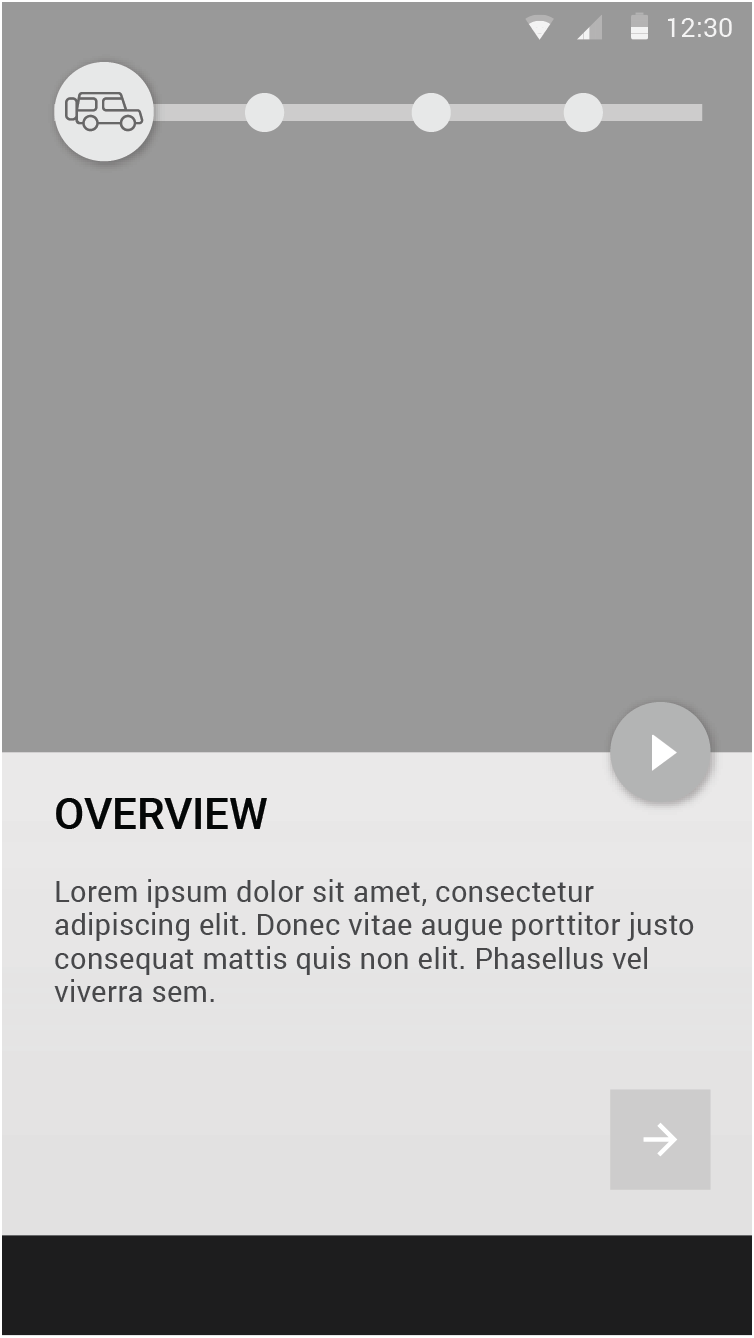 12:30
OVERVIEW
Lorem ipsum dolor sit amet, consectetur
adipiscing elit. Donec vitae augue porttitor justo
consequat mattis quis non elit. Phasellus vel
viverra sem.